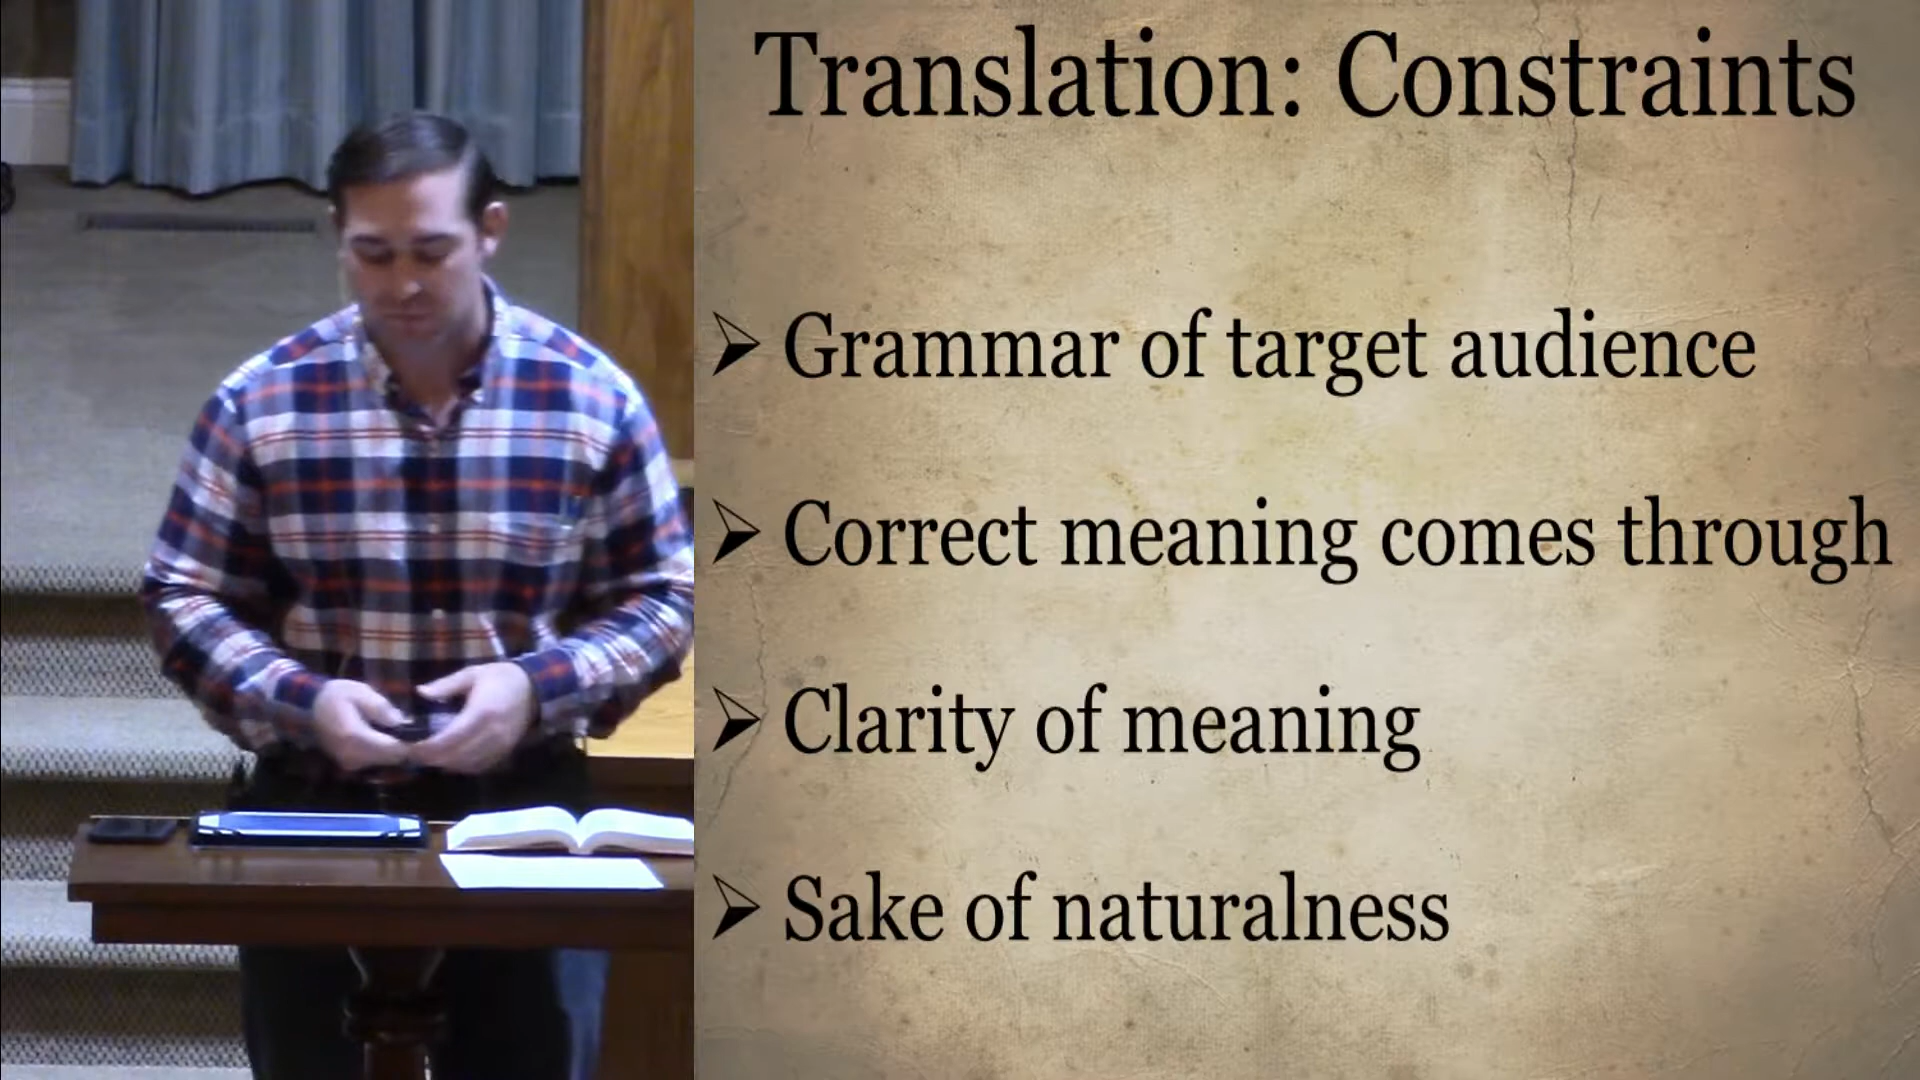 Translation: Constraints
Grammar of target audience
Correct meaning comes through
Clarity of meaning
Sake of naturalness